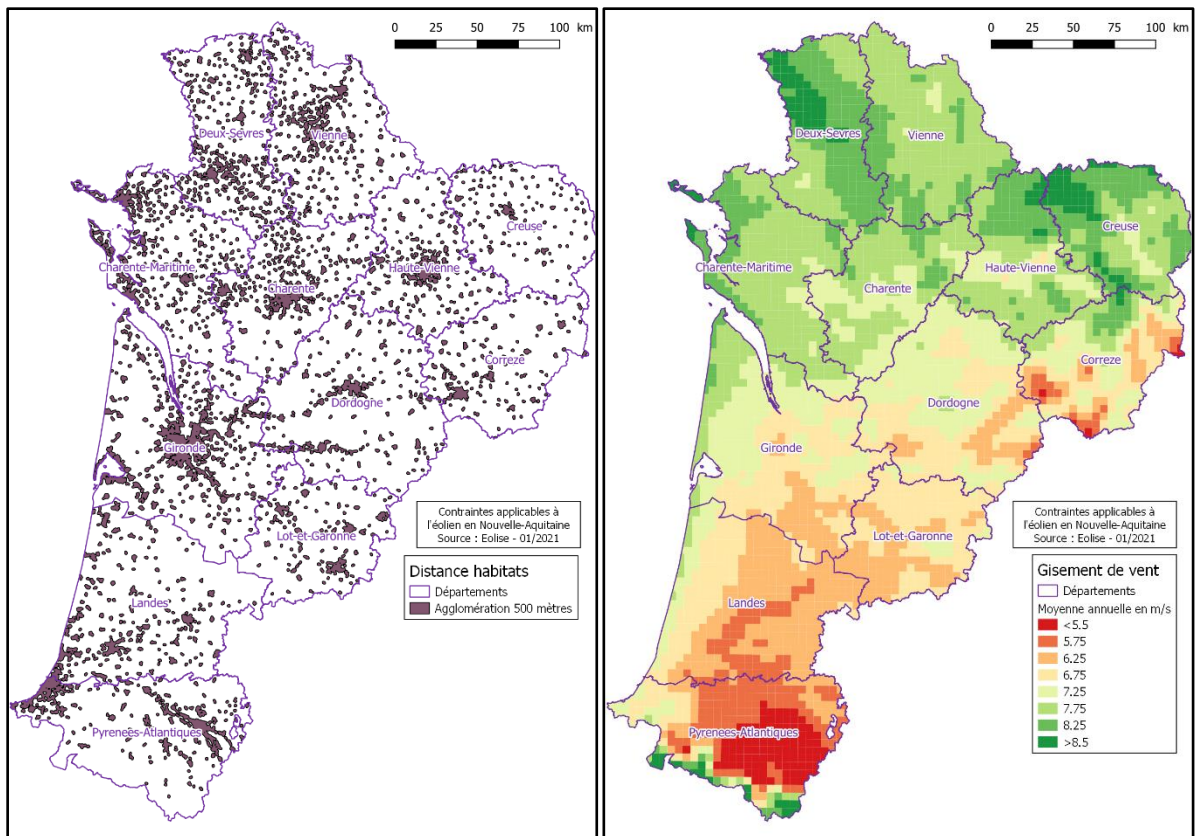 0 25 50 75 100 km
Deux-Sèvres
Vienne
Creuse
Charente-Maritime
Haute-Vienne
Charente
Correze
Dordogne
Gironde
Lot-et-Garonne
Landes
Pyrenees-Atlantiques
Contraintes applicables à
l'éolien en Nouvelle-Aquitaine
Source : Eolise - 01/2021
Distance habitats
Départements
Agglomération 500 mètres
0 25 50 75 100 km
Deux-Sèvres
Vienne
Creuse
Charente-Maritime
Haute-Vienne
Charente
Correze
Dordogne
Gironde
Lot-et-Garonne
Landes
Pyrenees-Atlantiques
Contraintes applicables à
l'éolien en Nouvelle-Aquitaine
Source : Eolise - 01/2021
Gisement de vent
Départements
Moyenne annuelle en m/s
<5.5
5.75
6.25
6.75
7.25
7.75
8.25
>8.5